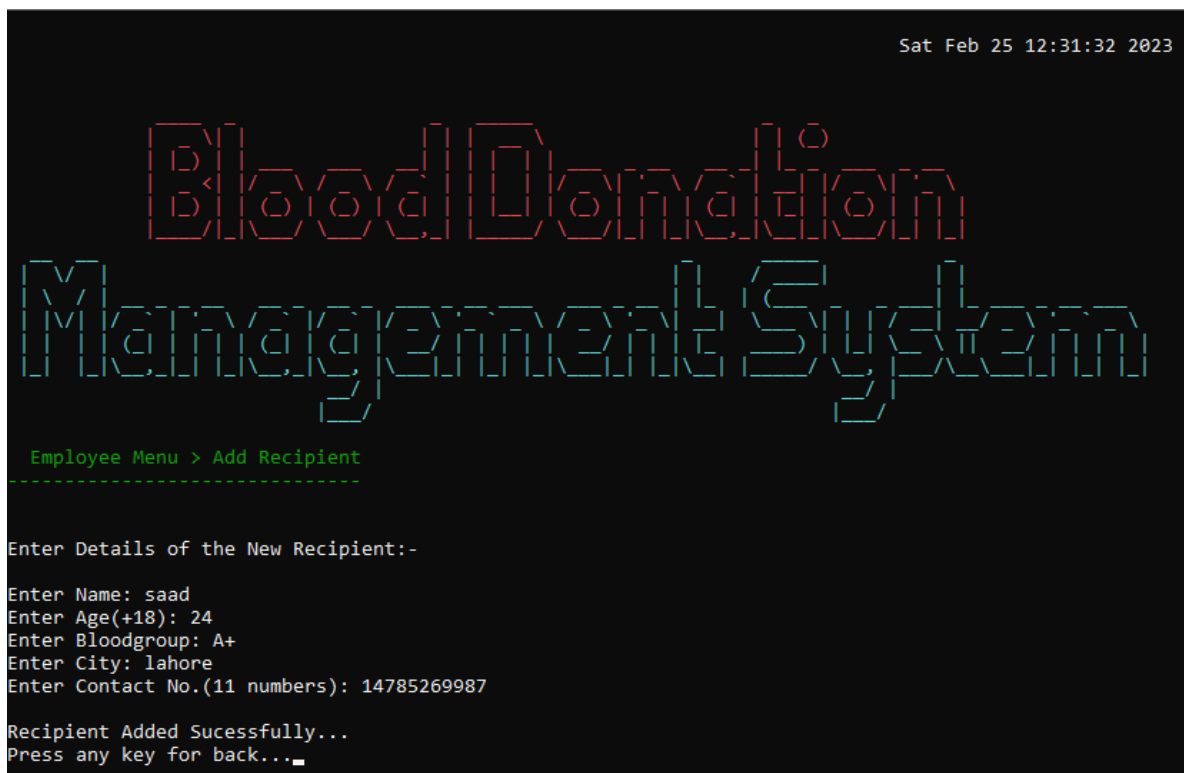 Sat Feb 25 12:31:32 2023
Blood Donation
Management System
Employee Menu > Add Recipient
-------------------------------
Enter Details of the New Recipient:-
Enter Name: saad
Enter Age(+18): 24
Enter Bloodgroup: A+
Enter City: lahore
Enter Contact No.(11 numbers): 14785269987
Recipient Added Sucessfully...
Press any key for back...